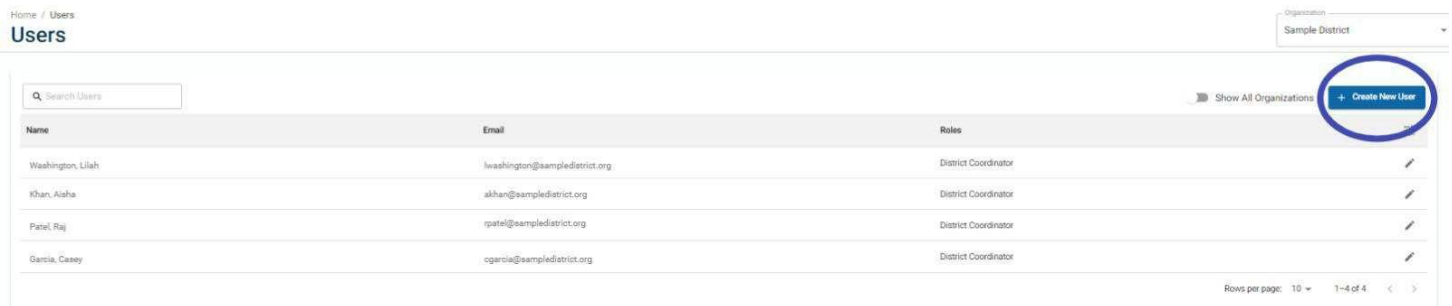 Home / Users
Users
Organization
Sample District
Search Users
Show All Organizations
+ Create New User
Name Email Roles
Washington, Lilah lwashington@sampledistrict.org District Coordinator
Khan, Aisha akhan@sampledistrict.org District Coordinator
Patel, Raj rpatel@sampledistrict.org District Coordinator
Garcia, Casey cgarcia@sampledistrict.org District Coordinator
Rows per page: 10 1–4 of 4